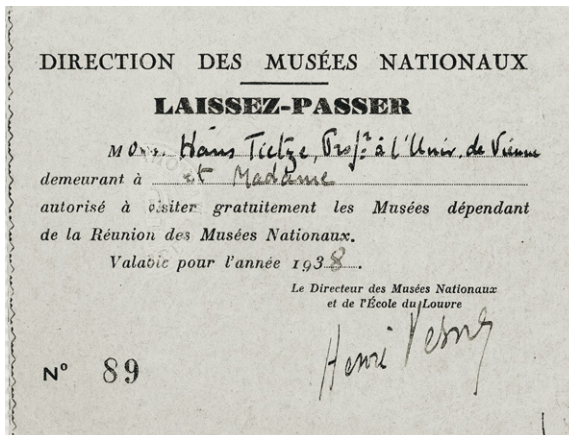 DIRECTION DES MUSÉES NATIONAUX
LAISSEZ-PASSER
Mons. Hans Tietze, Profr à l'Univ. de Vienne
demeurant à et Madame
autorisé à visiter gratuitement les Musées dépendant
de la Réunion des Musées Nationaux.
Valable pour l'année 1938.
Le Directeur des Musées Nationaux
et de l'École du Louvre
Henri Verne
N° 89